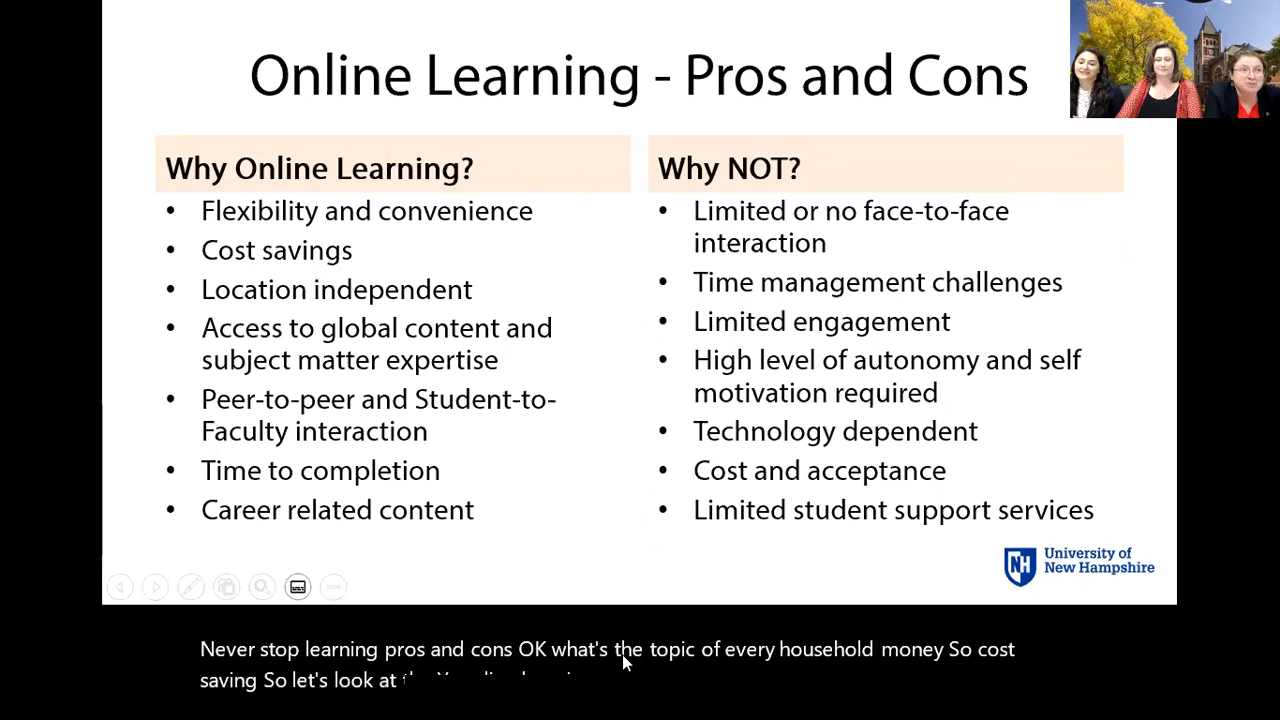 Online Learning - Pros and Cons
Why Online Learning?
• Flexibility and convenience
• Cost savings
• Location independent
• Access to global content and
subject matter expertise
• Peer-to-peer and Student-to-
Faculty interaction
• Time to completion
• Career related content
Why NOT?
• Limited or no face-to-face
interaction
• Time management challenges
• Limited engagement
• High level of autonomy and self
motivation required
• Technology dependent
• Cost and acceptance
• Limited student support services
NH
University of
New Hampshire
Never stop learning pros and cons OK what's the topic of every household money So cost
saving So let's look at